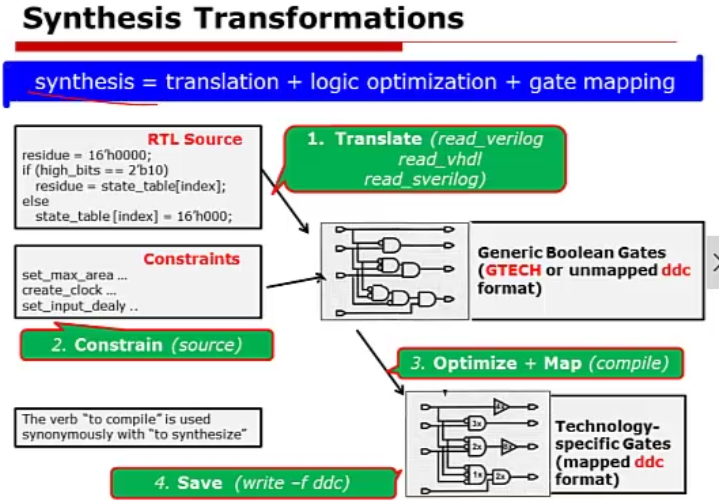 Synthesis Transformations
synthesis = translation + logic optimization + gate mapping
RTL Source
residue = 16'h0000;
if (high_bits == 2'b10)
residue = state_table[index];
else
state_table [index] = 16'h000;
1. Translate (read_verilog
read_vhdl
read_sverilog)
Constraints
set_max_area ...
create_clock ...
set_input_dealy ..
2. Constrain (source)
Generic Boolean Gates
(GTECH or unmapped ddc
format)
3. Optimize + Map (compile)
The verb "to compile" is used
synonymously with "to synthesize"
4x
3x
2x
8x
1x
2x
Technology-
specific Gates
(mapped ddc
format)
4. Save (write –f ddc)